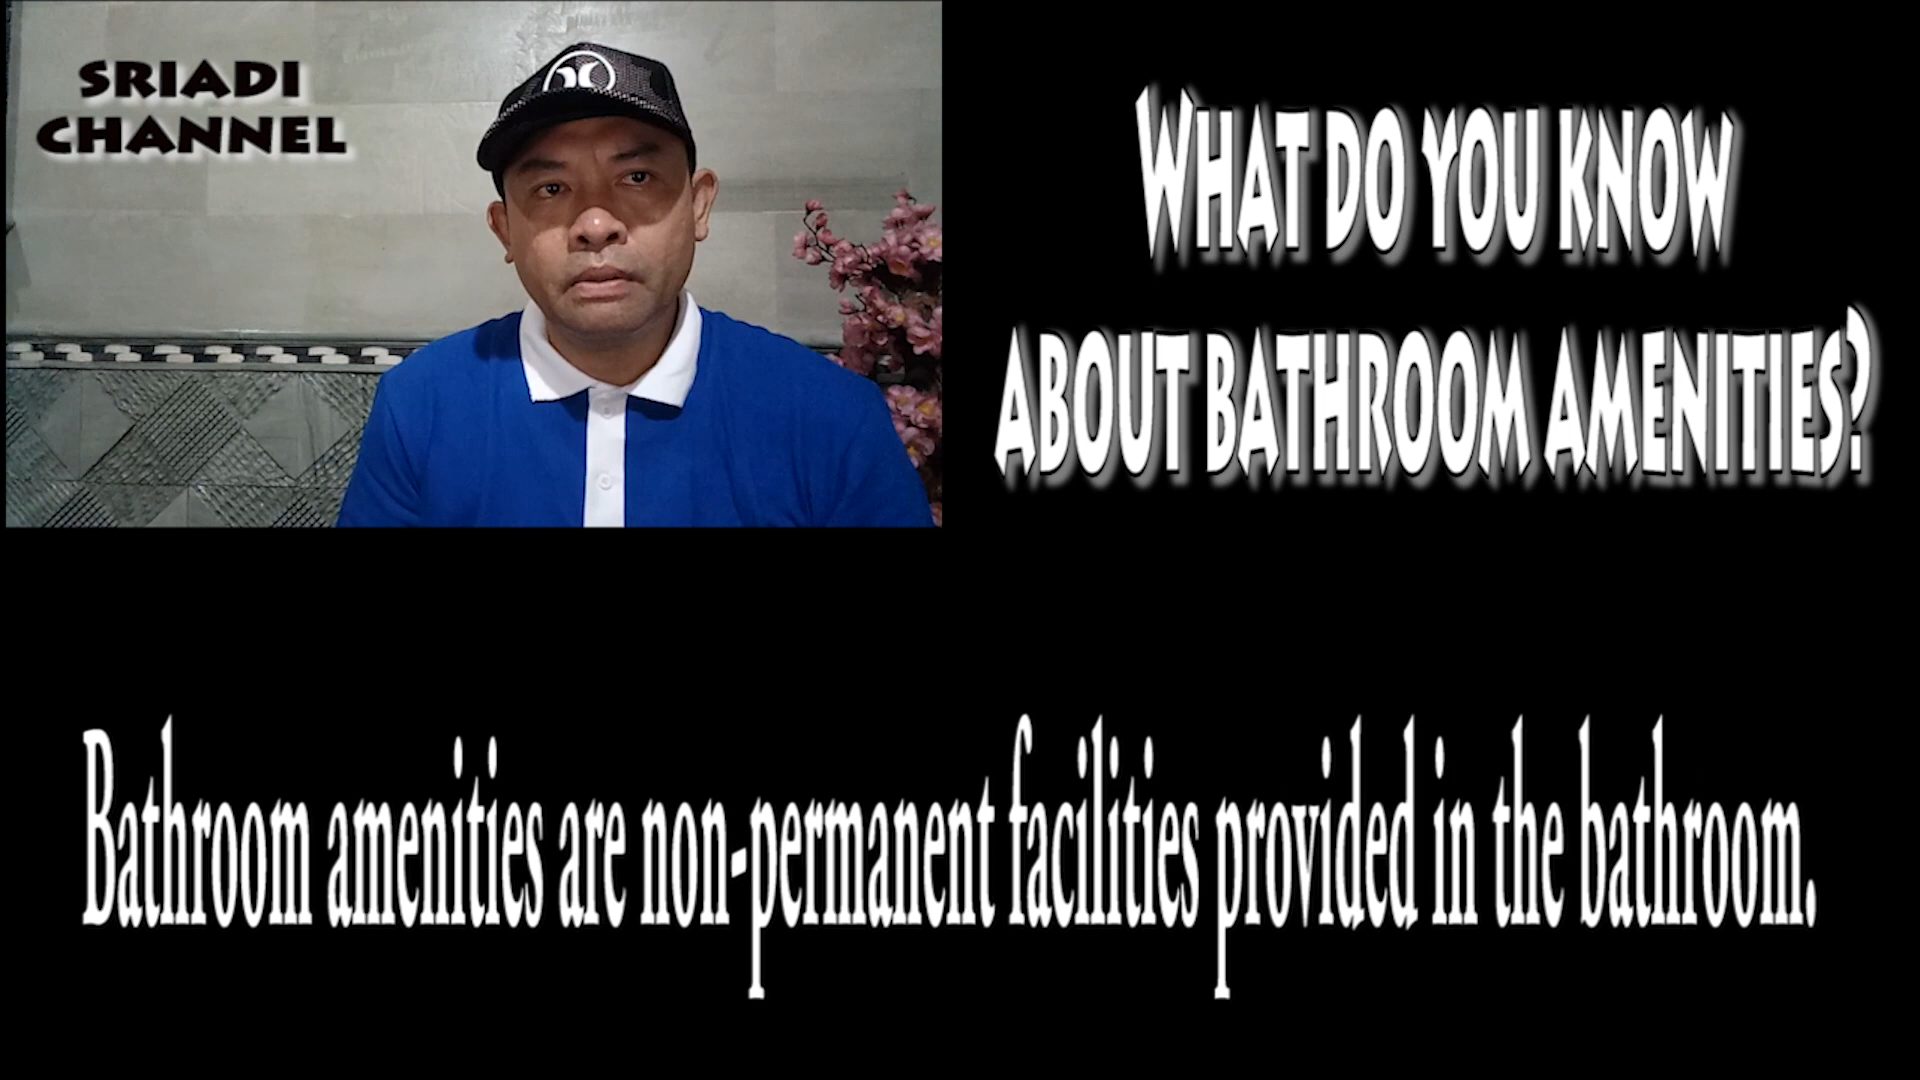 SRIADI
CHANNEL
WHAT DO YOU KNOW
ABOUT BATHROOM AMENITIES?
Bathroom amenities are non-permanent facilities provided in the bathroom.